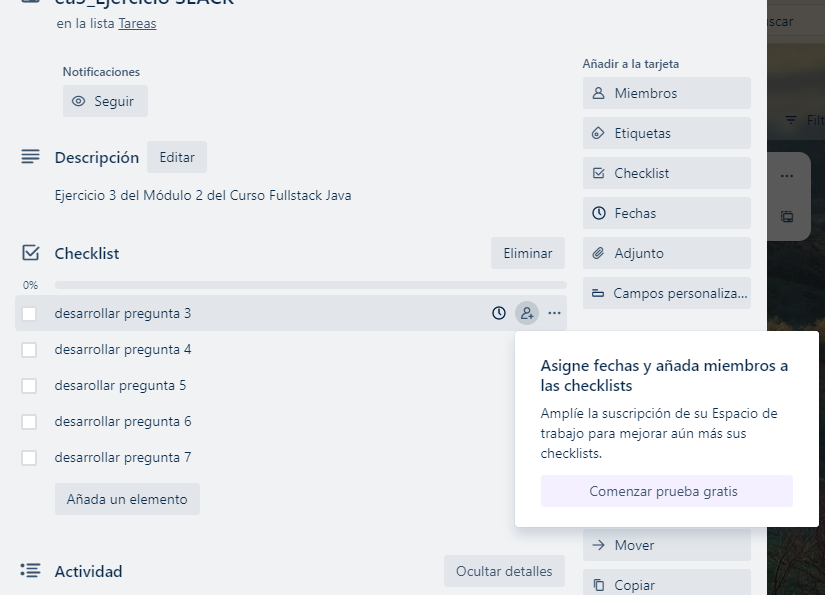 ea3_Ejercicio SLACK
en la lista Tareas
Notificaciones
Seguir
Descripción
Editar
Ejercicio 3 del Módulo 2 del Curso Fullstack Java
Checklist
Eliminar
0%
desarrollar pregunta 3
desarrollar pregunta 4
desarollar pregunta 5
desarrollar pregunta 6
desarrollar pregunta 7
Añada un elemento
Actividad
Ocultar detalles
Añadir a la tarjeta
Miembros
Etiquetas
Checklist
Fechas
Adjunto
Campos personaliza...
Asigne fechas y añada miembros a
las checklists
Amplíe la suscripción de su Espacio de
trabajo para mejorar aún más sus
checklists.
Comenzar prueba gratis
Mover
Copiar
scar
Filt